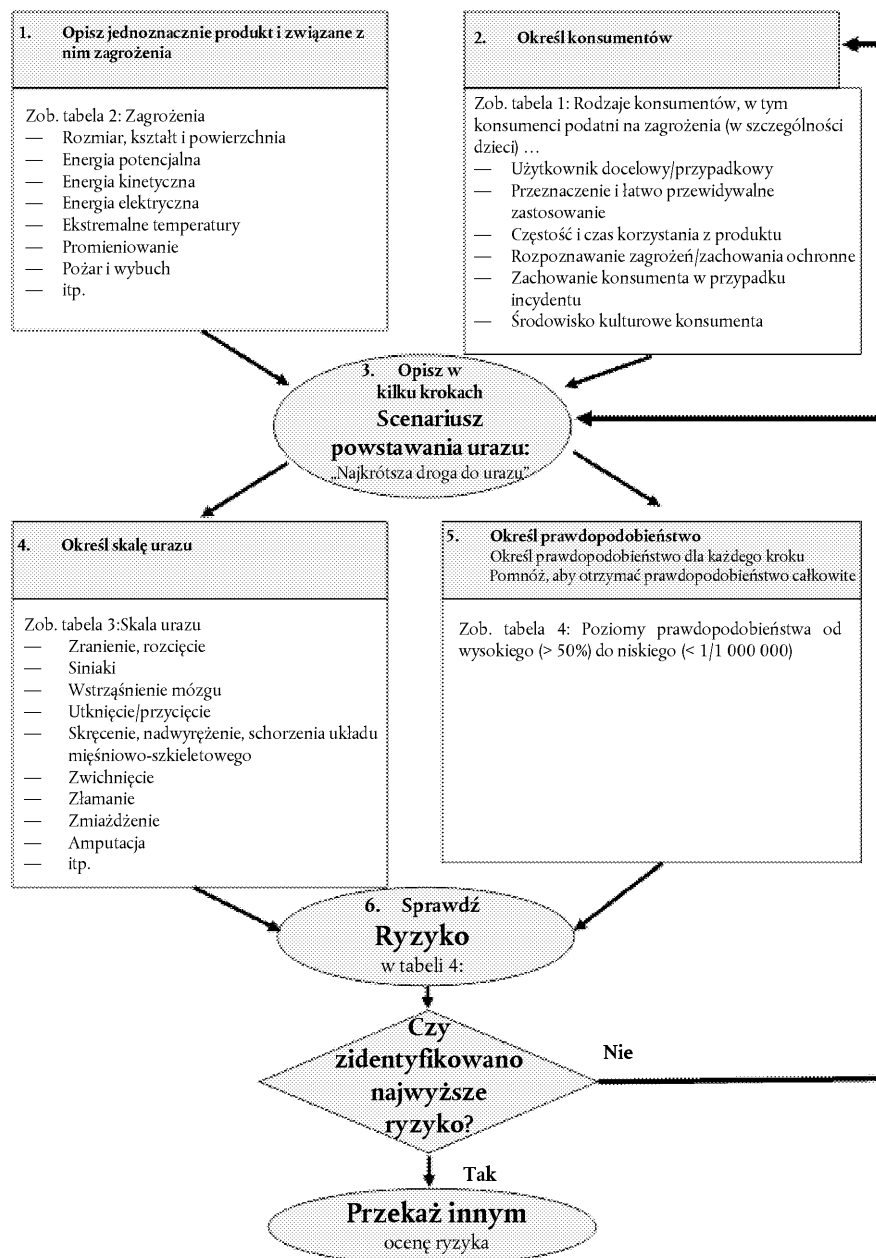 1. Opisz jednoznacznie produkt i związane z
nim zagrożenia
Zob. tabela 2: Zagrożenia
— Rozmiar, kształt i powierzchnia
— Energia potencjalna
— Energia kinetyczna
— Energia elektryczna
— Ekstremalne temperatury
— Promieniowanie
— Pożar i wybuch
— itp.
2. Określ konsumentów
Zob. tabela 1: Rodzaje konsumentów, w tym
konsumenci podatni na zagrożenia (w szczególności
dzieci) …
— Użytkownik docelowy/przypadkowy
— Przeznaczenie i łatwo przewidywalne
zastosowanie
— Częstość i czas korzystania z produktu
— Rozpoznawanie zagrożeń/zachowania ochronne
— Zachowanie konsumenta w przypadku
incydentu
— Środowisko kulturowe konsumenta
3. Opisz w
kilku krokach
Scenariusz
powstawania urazu:
„Najkrótsza droga do urazu”
4. Określ skalę urazu
Zob. tabela 3:Skala urazu
— Zranienie, rozcięcie
— Siniaki
— Wstrząśnienie mózgu
— Utknięcie/przycięcie
— Skręcenie, nadwyrężenie, schorzenia układu
mięśniowo-szkieletowego
— Zwichnięcie
— Złamanie
— Zmiażdżenie
— Amputacja
— itp.
5. Określ prawdopodobieństwo
Określ prawdopodobieństwo dla każdego kroku
Pomnóż, aby otrzymać prawdopodobieństwo całkowite
Zob. tabela 4: Poziomy prawdopodobieństwa od
wysokiego (> 50%) do niskiego (< 1/1 000 000)
6. Sprawdź
Ryzyko
w tabeli 4:
Czy
zidentyfikowano
najwyższe
ryzyko?
Nie
Tak
Przekaż innym
ocenę ryzyka